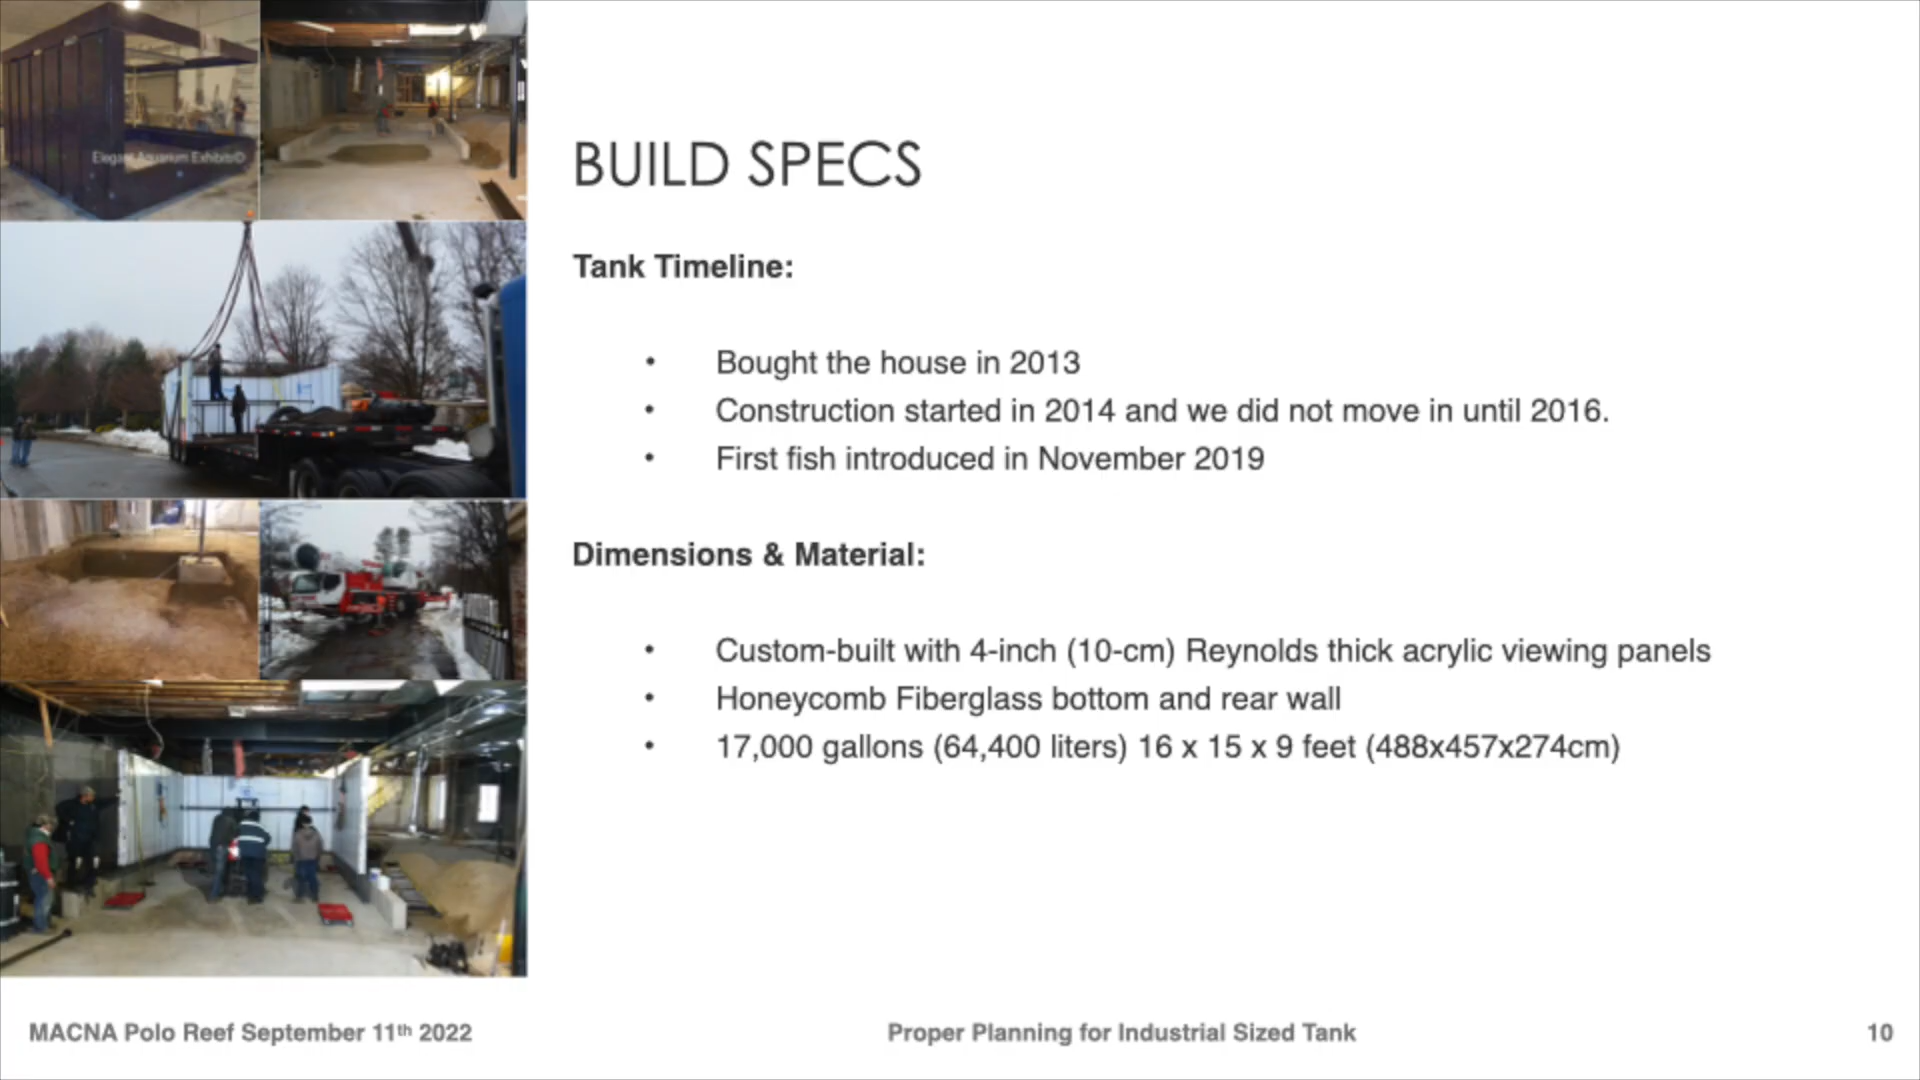 Elegant Aquarium Exhibits©
BUILD SPECS
Tank Timeline:
• Bought the house in 2013
• Construction started in 2014 and we did not move in until 2016.
• First fish introduced in November 2019
Dimensions & Material:
• Custom-built with 4-inch (10-cm) Reynolds thick acrylic viewing panels
• Honeycomb Fiberglass bottom and rear wall
• 17,000 gallons (64,400 liters) 16 x 15 x 9 feet (488x457x274cm)
MACNA Polo Reef September 11th 2022
Proper Planning for Industrial Sized Tank
10